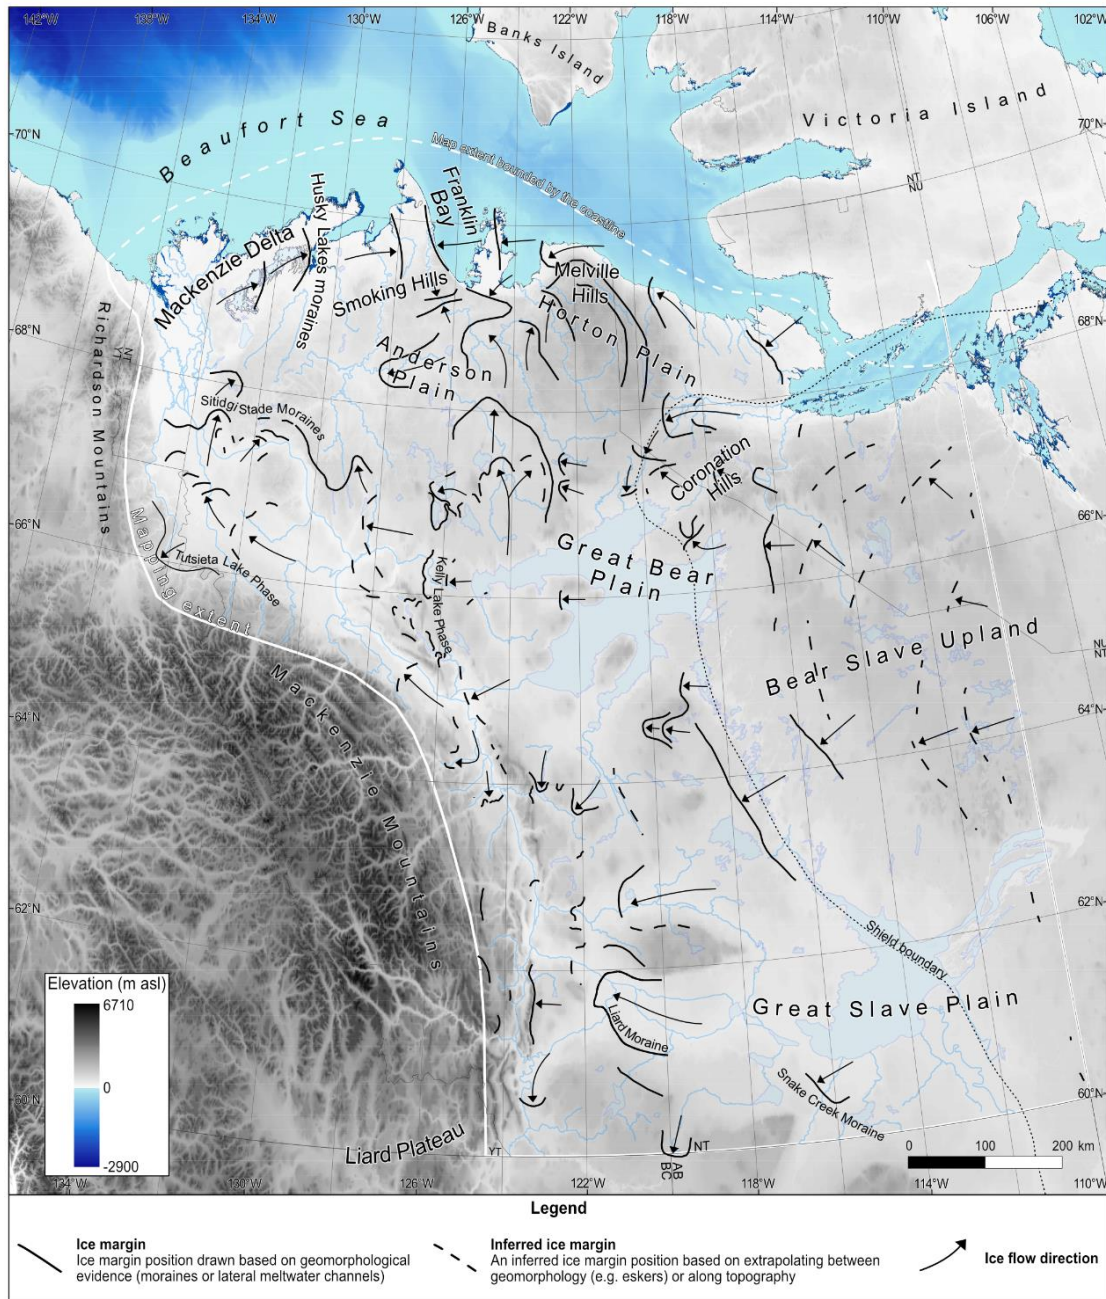 142°W
139°W
134°W
130°W
126°W
122°W
118°W
114°W
110°W
106°W
102°W
Banks Island
Victoria Island
70°N
70°N
Beaufort Sea
Map extent bounded by the coastline
NT
NU
Franklin
Bay
Husky Lakes moraines
Mackenzie Delta
Melville
Hills
Smoking Hills
Horton Plain
68°N
68°N
Richardson Mountains
NT
YT
Anderson
Plain
Sitidgi Stade Moraines
Coronation
Hills
66°N
66°N
Mapping extent
Tutsieta Lake Phase
Kelly Lake Phase
Great Bear
Plain
Bear Slave Upland
NU
NT
Mackenzie Mountains
64°N
64°N
62°N
62°N
Shield boundary
Elevation (m asl)
6710
0
-2900
Great Slave Plain
Liard Moraine
Snake Creek Moraine
60°N
60°N
Liard Plateau
YT
NT
BC
AB
0 100 200 km
134°W
130°W
126°W
122°W
118°W
114°W
110°W
Legend
Ice margin
Ice margin position drawn based on geomorphological
evidence (moraines or lateral meltwater channels)
Inferred ice margin
An inferred ice margin position based on extrapolating between
geomorphology (e.g. eskers) or along topography
Ice flow direction